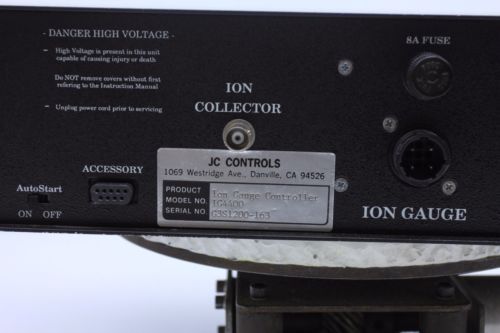 - DANGER HIGH VOLTAGE -
- High Voltage is present in this unit
capable of causing injury or death
Do NOT remove covers without first
refering to the Instruction Manual
- Unplug power cord prior to servicing
8A FUSE
ION
COLLECTOR
ACCESSORY
AutoStart
ON OFF
JC CONTROLS
1069 Westridge Ave., Danville, CA 94526
PRODUCT Ion Gauge Controller
MODEL NO. IG4400
SERIAL NO. G3S1200-163
ION GAUGE